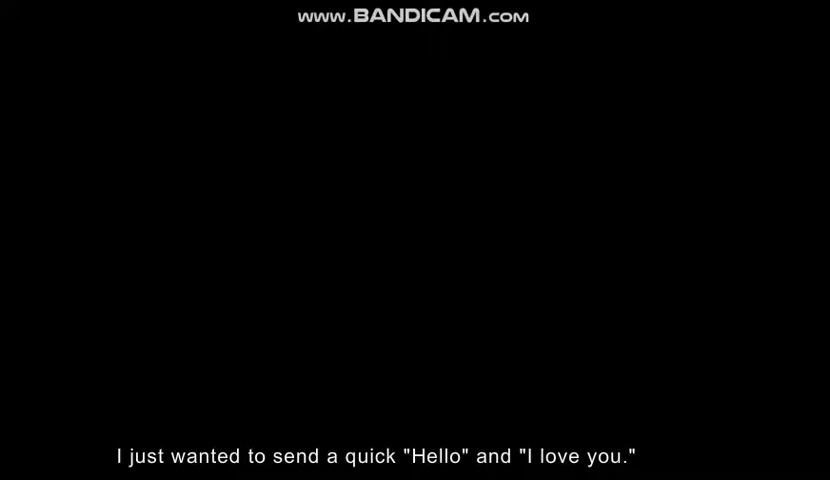 www.BANDICAM.COM
I just wanted to send a quick "Hello" and "I love you."